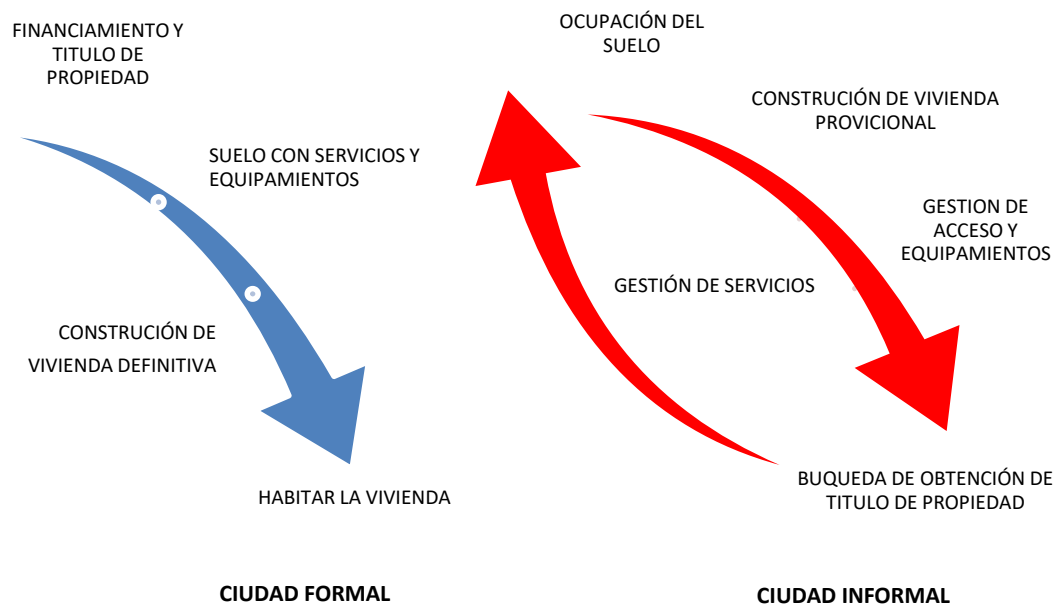 FINANCIAMIENTO Y
TITULO DE
PROPIEDAD
SUELO CON SERVICIOS Y
EQUIPAMIENTOS
CONSTRUCIÓN DE
VIVIENDA DEFINITIVA
HABITAR LA VIVIENDA
CIUDAD FORMAL
OCUPACIÓN DEL
SUELO
CONSTRUCIÓN DE VIVIENDA
PROVICIONAL
GESTION DE
ACCESO Y
EQUIPAMIENTOS
GESTIÓN DE SERVICIOS
BUQUEDA DE OBTENCIÓN DE
TITULO DE PROPIEDAD
CIUDAD INFORMAL